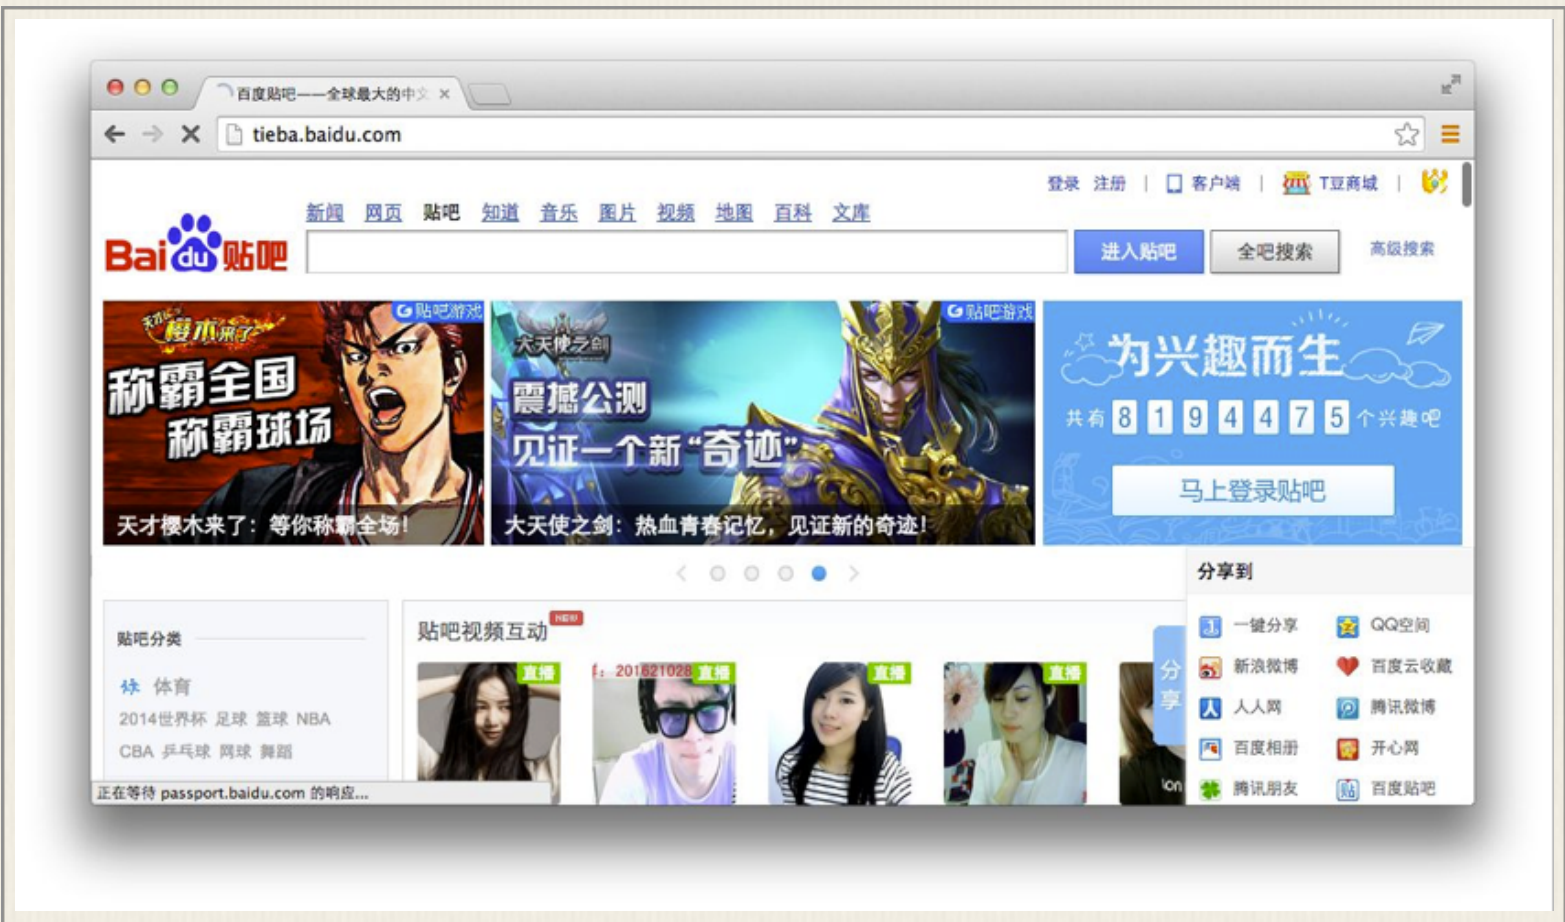 百度贴吧——全球最大的中文
tieba.baidu.com
登录 注册 | 客户端 | T豆商城 |
新闻 网页 贴吧 知道 音乐 图片 视频 地图 百科 文库
Bai du 贴吧
进入贴吧 全吧搜索 高级搜索
天才樱木来了
贴吧游戏
称霸全国
称霸球场
天才樱木来了：等你称霸全场！
贴吧游戏
大天使之剑
震撼公测
见证一个新“奇迹”
大天使之剑：热血青春记忆，见证新的奇迹！
为兴趣而生
共有 8 1 9 4 4 7 5 个兴趣吧
马上登录贴吧
贴吧分类
体育
2014世界杯 足球 篮球 NBA
CBA 乒乓球 网球 舞蹈
贴吧视频互动 NEW
直播
201621028 直播
直播
直播
分享
分享到
一键分享 QQ空间
新浪微博 百度云收藏
人人网 腾讯微博
百度相册 开心网
腾讯朋友 百度贴吧
正在等待 passport.baidu.com 的响应...